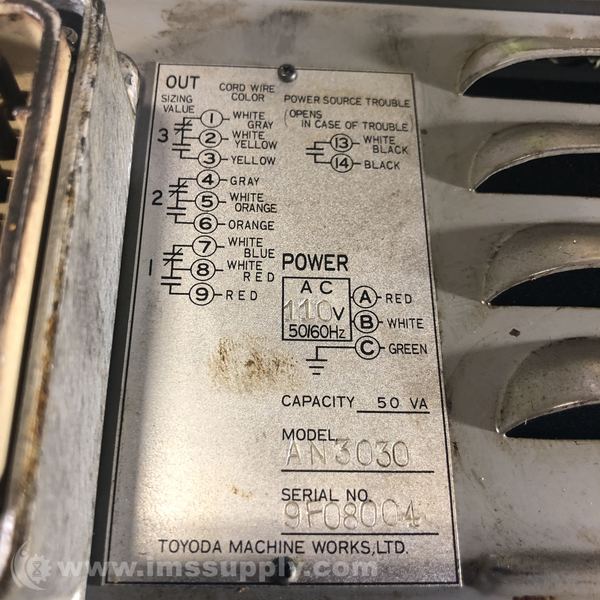 OUT
SIZING VALUE
CORD WIRE COLOR
3
1 WHITE GRAY
2 WHITE YELLOW
3 YELLOW
2
4 GRAY
5 WHITE ORANGE
6 ORANGE
1
7 WHITE BLUE
8 WHITE RED
9 RED
POWER SOURCE TROUBLE
(OPENS IN CASE OF TROUBLE)
13 WHITE BLACK
14 BLACK
POWER
AC
110V
50/60Hz
A RED
B WHITE
C GREEN
CAPACITY 50 VA
MODEL AN3030
SERIAL NO. 9F08004
TOYODA MACHINE WORKS, LTD.
www.imssupply.com